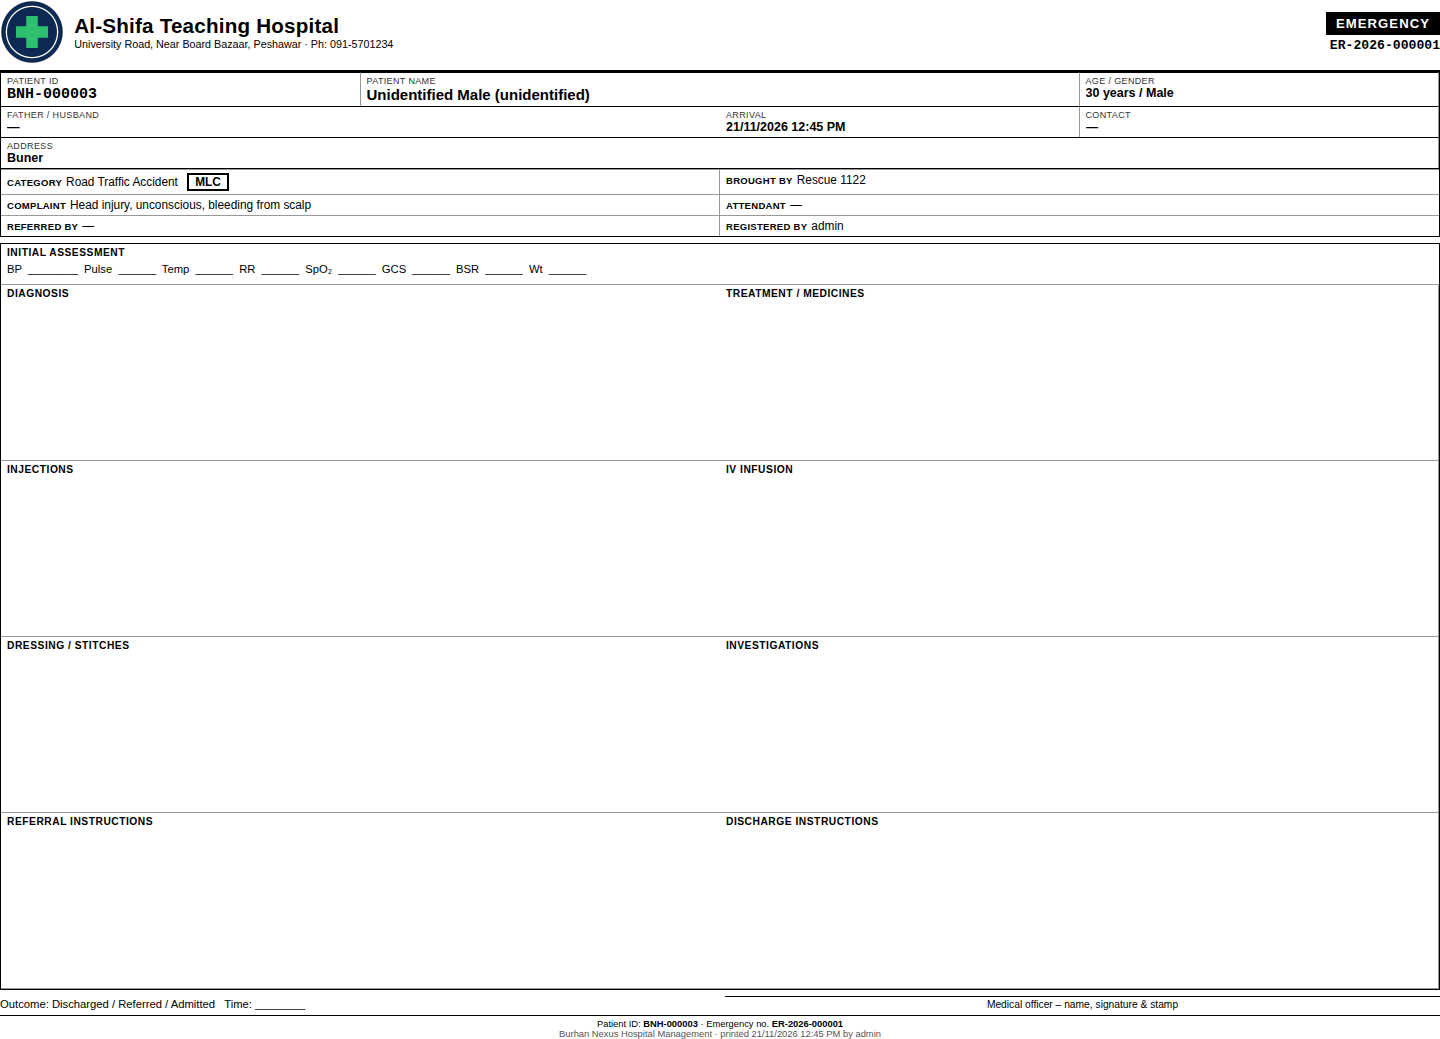 Al-Shifa Teaching Hospital
University Road, Near Board Bazaar, Peshawar · Ph: 091-5701234
EMERGENCY
ER-2026-000001
PATIENT ID
BNH-000003
PATIENT NAME
Unidentified Male (unidentified)
AGE / GENDER
30 years / Male
FATHER / HUSBAND
—
ARRIVAL
21/11/2026 12:45 PM
CONTACT
—
ADDRESS
Buner
CATEGORY Road Traffic Accident MLC
BROUGHT BY Rescue 1122
COMPLAINT Head injury, unconscious, bleeding from scalp
ATTENDANT —
REFERRED BY —
REGISTERED BY admin
INITIAL ASSESSMENT
BP ________ Pulse ______ Temp ______ RR ______ SpO₂ ______ GCS ______ BSR ______ Wt ______
DIAGNOSIS
TREATMENT / MEDICINES
INJECTIONS
IV INFUSION
DRESSING / STITCHES
INVESTIGATIONS
REFERRAL INSTRUCTIONS
DISCHARGE INSTRUCTIONS
Outcome: Discharged / Referred / Admitted Time: ________
Medical officer – name, signature & stamp
Patient ID: BNH-000003 · Emergency no. ER-2026-000001
Burhan Nexus Hospital Management · printed 21/11/2026 12:45 PM by admin